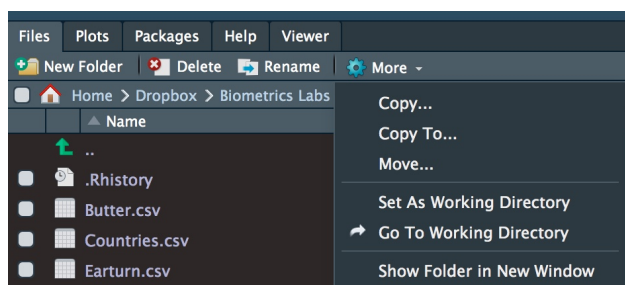 Files Plots Packages Help Viewer
New Folder Delete Rename More
Home Dropbox Biometrics Labs
Name
..
.Rhistory
Butter.csv
Countries.csv
Earturn.csv
Copy...
Copy To...
Move...
Set As Working Directory
Go To Working Directory
Show Folder in New Window